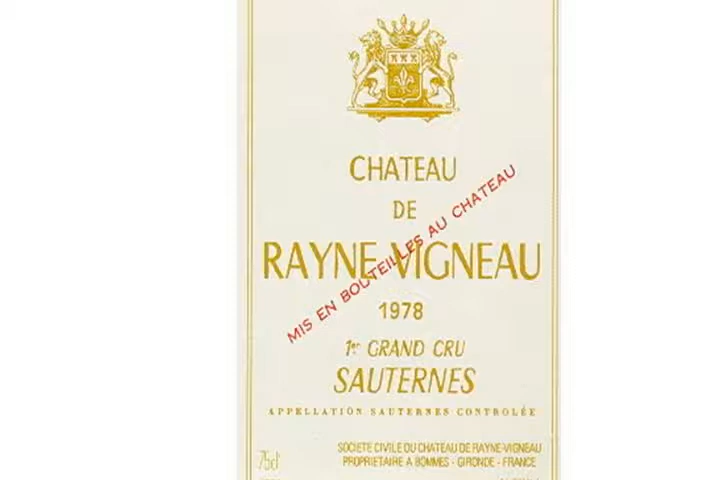 CHATEAU
DE
RAYNE-VIGNEAU
MIS EN BOUTEILLES AU CHATEAU
1978
1er GRAND CRU
SAUTERNES
APPELLATION SAUTERNES CONTROLÉE
75cl
SOCIETE CIVILE DU CHATEAU DE RAYNE-VIGNEAU
PROPRIETAIRE A BOMMES - GIRONDE - FRANCE